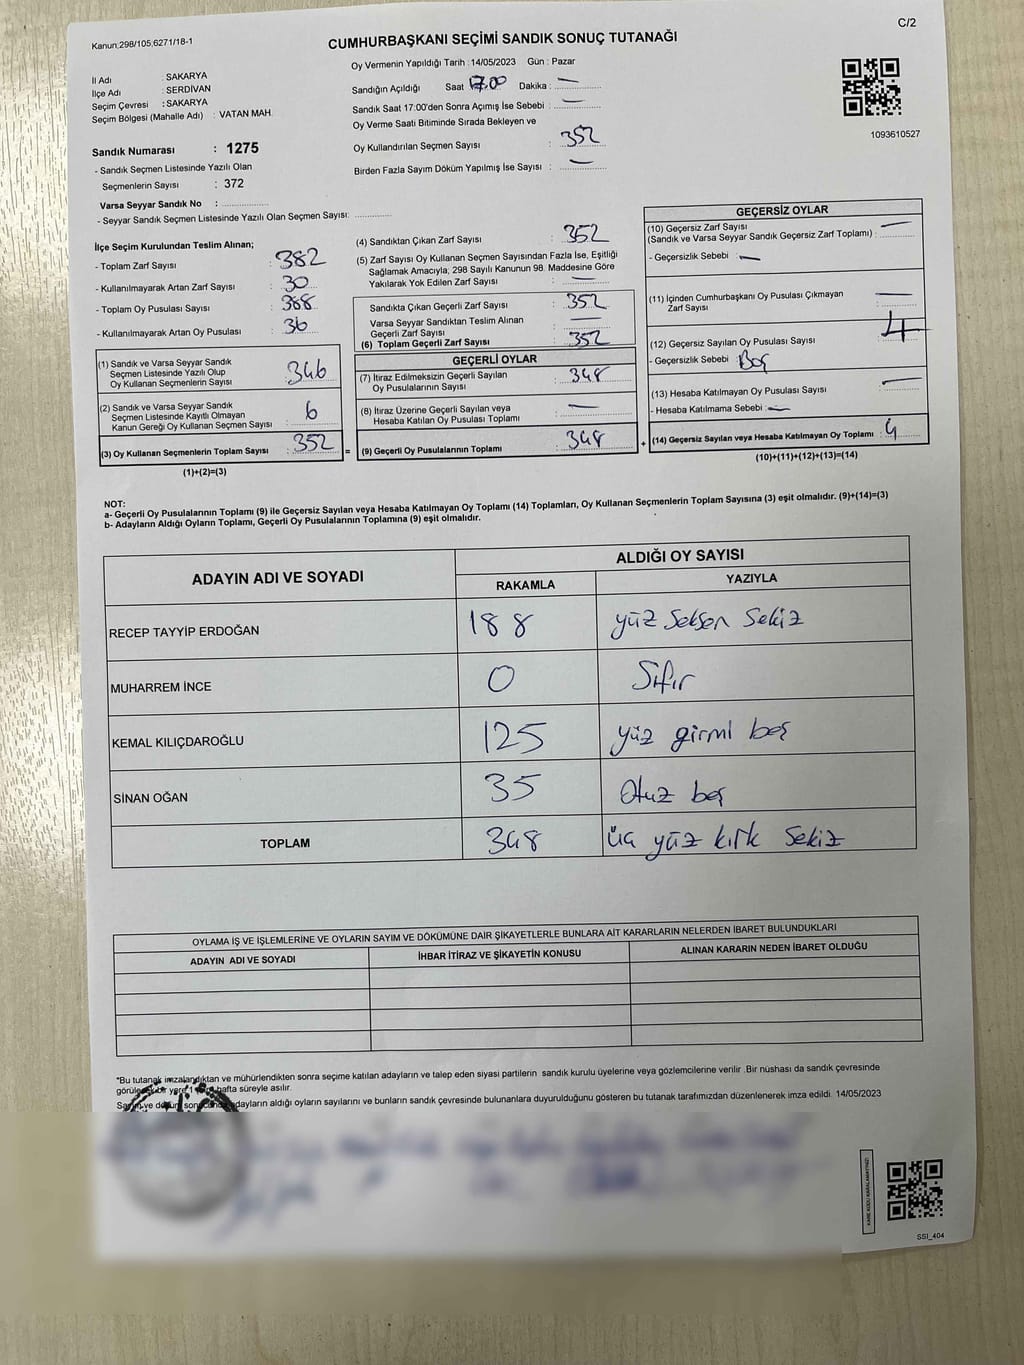 C/2
Kanun;298/105,6271/18-1
CUMHURBAŞKANI SEÇİMİ SANDIK SONUÇ TUTANAĞI
İl Adı : SAKARYA
İlçe Adı : SERDİVAN
Seçim Çevresi : SAKARYA
Seçim Bölgesi (Mahalle Adı) : VATAN MAH.
Sandık Numarası : 1275
- Sandık Seçmen Listesinde Yazılı Olan
Seçmenlerin Sayısı : 372
Varsa Seyyar Sandık No :
- Seyyar Sandık Seçmen Listesinde Yazılı Olan Seçmen Sayısı:
Oy Vermenin Yapıldığı Tarih :14/05/2023 Gün : Pazar
Sandığın Açıldığı Saat 17.00 Dakika : —
Sandık Saat 17:00'den Sonra Açımış İse Sebebi : —
Oy Verme Saati Bitiminde Sırada Bekleyen ve
Oy Kullandırılan Seçmen Sayısı : 352
Birden Fazla Sayım Döküm Yapılmış İse Sayısı : —
1093610527
İlçe Seçim Kurulundan Teslim Alınan;
- Toplam Zarf Sayısı : 382
- Kullanılmayarak Artan Zarf Sayısı : 30
- Toplam Oy Pusulası Sayısı : 388
- Kullanılmayarak Artan Oy Pusulası : 36
(1) Sandık ve Varsa Seyyar Sandık
Seçmen Listesinde Yazılı Olup
Oy Kullanan Seçmenlerin Sayısı : 346
(2) Sandık ve Varsa Seyyar Sandık
Seçmen Listesinde Kayıtlı Olmayan
Kanun Gereği Oy Kullanan Seçmen Sayısı : 6
(3) Oy Kullanan Seçmenlerin Toplam Sayısı : 352
(1)+(2)=(3)
(4) Sandıktan Çıkan Zarf Sayısı : 352
(5) Zarf Sayısı Oy Kullanan Seçmen Sayısından Fazla İse, Eşitliği
Sağlamak Amacıyla; 298 Sayılı Kanunun 98. Maddesine Göre
Yakılarak Yok Edilen Zarf Sayısı : —
Sandıkta Çıkan Geçerli Zarf Sayısı : 352
Varsa Seyyar Sandıktan Teslim Alınan
Geçerli Zarf Sayısı : —
(6) Toplam Geçerli Zarf Sayısı : 352
=
GEÇERLİ OYLAR
(7) İtiraz Edilmeksizin Geçerli Sayılan
Oy Pusulalarının Sayısı : 348
(8) İtiraz Üzerine Geçerli Sayılan veya
Hesaba Katılan Oy Pusulası Toplamı : —
(9) Geçerli Oy Pusulalarının Toplamı : 348
+
GEÇERSİZ OYLAR
(10) Geçersiz Zarf Sayısı
(Sandık ve Varsa Seyyar Sandık Geçersiz Zarf Toplamı) : —
- Geçersizlik Sebebi : —
(11) İçinden Cumhurbaşkanı Oy Pusulası Çıkmayan
Zarf Sayısı : —
(12) Geçersiz Sayılan Oy Pusulası Sayısı : 4
- Geçersizlik Sebebi : Boş
(13) Hesaba Katılmayan Oy Pusulası Sayısı : —
- Hesaba Katılmama Sebebi : —
(14) Geçersiz Sayılan veya Hesaba Katılmayan Oy Toplamı : 4
(10)+(11)+(12)+(13)=(14)
NOT:
a- Geçerli Oy Pusulalarının Toplamı (9) ile Geçersiz Sayılan veya Hesaba Katılmayan Oy Toplamı (14) Toplamları, Oy Kullanan Seçmenlerin Toplam Sayısına (3) eşit olmalıdır. (9)+(14)=(3)
b- Adayların Aldığı Oyların Toplamı, Geçerli Oy Pusulalarının Toplamına (9) eşit olmalıdır.
ADAYIN ADI VE SOYADI ALDIĞI OY SAYISI
RAKAMLA YAZIYLA
RECEP TAYYİP ERDOĞAN 188 yüz Seksen Sekiz
MUHARREM İNCE 0 Sıfır
KEMAL KILIÇDAROĞLU 125 yüz girmi beş
SİNAN OĞAN 35 Otuz beş
TOPLAM 348 üç yüz kırk Sekiz
OYLAMA İŞ VE İŞLEMLERİNE VE OYLARIN SAYIM VE DÖKÜMÜNE DAİR ŞİKAYETLERLE BUNLARA AİT KARARLARIN NELERDEN İBARET BULUNDUKLARI
ADAYIN ADI VE SOYADI İHBAR İTİRAZ VE ŞİKAYETİN KONUSU ALINAN KARARIN NEDEN İBARET OLDUĞU
*Bu tutanak imzalandıktan ve mühürlendikten sonra seçime katılan adayların ve talep eden siyasi partilerin sandık kurulu üyelerine veya gözlemcilerine verilir .Bir nüshası da sandık çevresinde
bir yere 1 hafta süreyle asılır.
Sayım ve döküm sonucunda adayların aldığı oyların sayılarını ve bunların sandık çevresinde bulunanlara duyurulduğunu gösteren bu tutanak tarafımızdan düzenlenerek imza edildi. 14/05/2023
KARE KODU KARALAMAYINIZ!
SSI_404